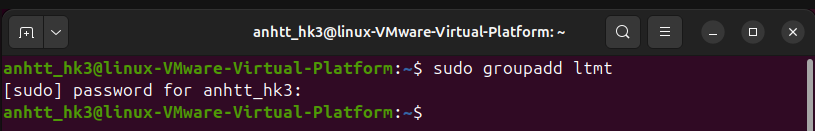 anhtt_hk3@linux-VMware-Virtual-Platform: ~
anhtt_hk3@linux-VMware-Virtual-Platform:~$ sudo groupadd ltmt
[sudo] password for anhtt_hk3:
anhtt_hk3@linux-VMware-Virtual-Platform:~$